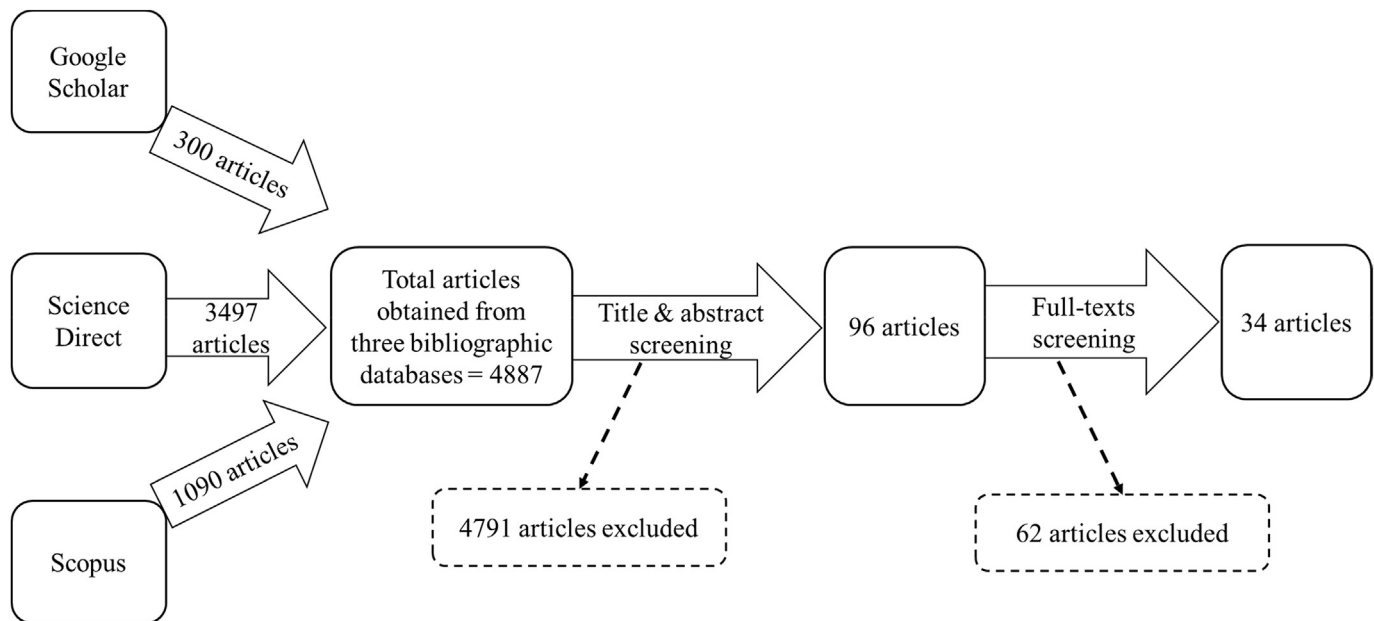 Google
Scholar
300 articles
Science
Direct
3497
articles
Scopus
1090 articles
Total articles
obtained from
three bibliographic
databases = 4887
Title & abstract
screening
4791 articles excluded
96 articles
Full-texts
screening
62 articles excluded
34 articles